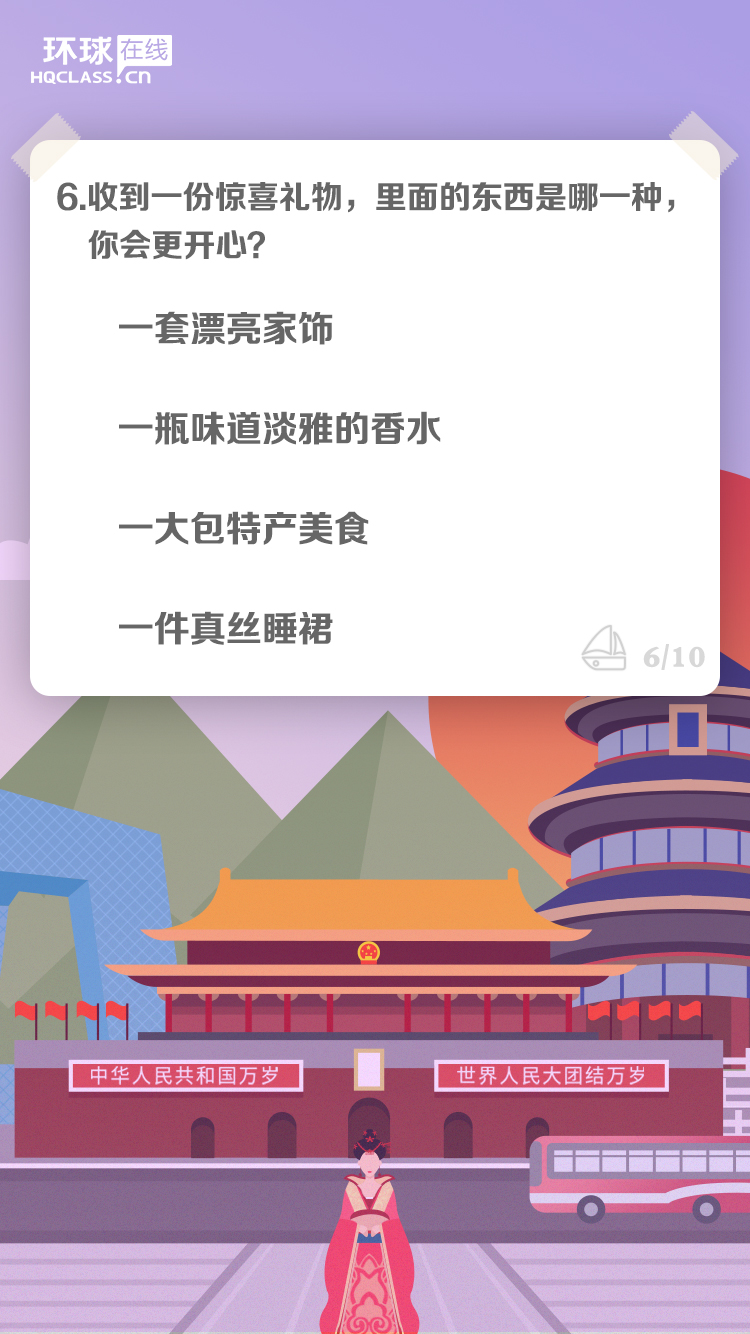 环球在线
HQCLASS.cn
6.收到一份惊喜礼物，里面的东西是哪一种，
你会更开心?
一套漂亮家饰
一瓶味道淡雅的香水
一大包特产美食
一件真丝睡裙
6/10
中华人民共和国万岁
世界人民大团结万岁